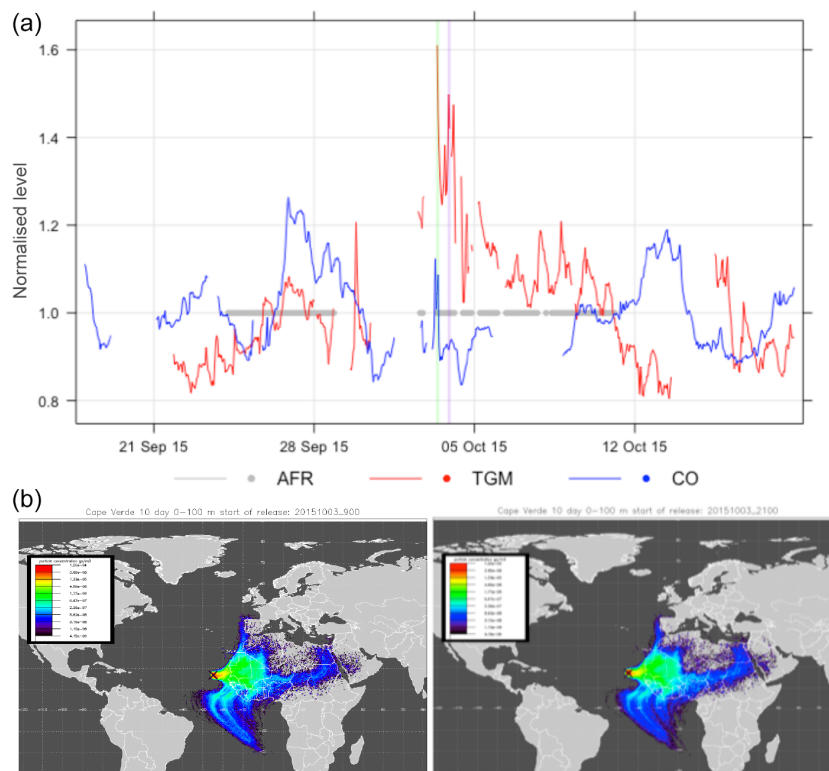 (a)
Normalised level
1.6
1.4
1.2
1.0
0.8
21 Sep 15
28 Sep 15
05 Oct 15
12 Oct 15
AFR
TGM
CO
(b)
Cape Verde 10 day 0-100 m start of release: 20151003_900
Cape Verde 10 day 0-100 m start of release: 20151003_2100